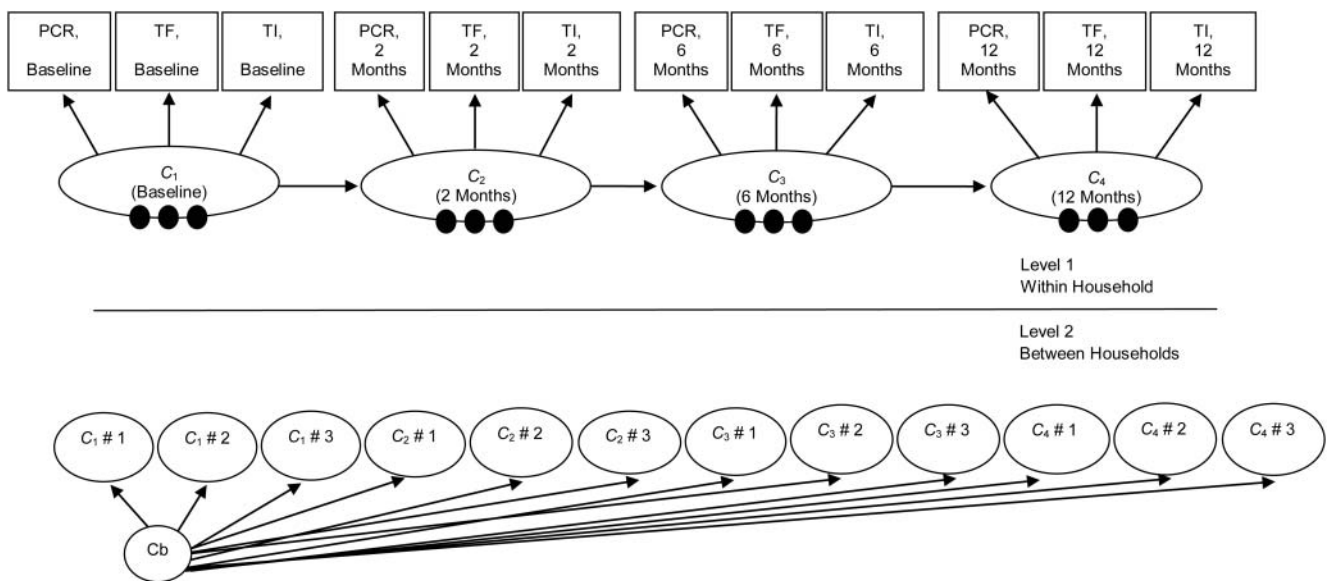 PCR,
Baseline
TF,
Baseline
TI,
Baseline
PCR,
2
Months
TF,
2
Months
TI,
2
Months
PCR,
6
Months
TF,
6
Months
TI,
6
Months
PCR,
12
Months
TF,
12
Months
TI,
12
Months
C₁
(Baseline)
C₂
(2 Months)
C₃
(6 Months)
C₄
(12 Months)
Level 1
Within Household
Level 2
Between Households
C₁ # 1
C₁ # 2
C₁ # 3
C₂ # 1
C₂ # 2
C₂ # 3
C₃ # 1
C₃ # 2
C₃ # 3
C₄ # 1
C₄ # 2
C₄ # 3
Cb